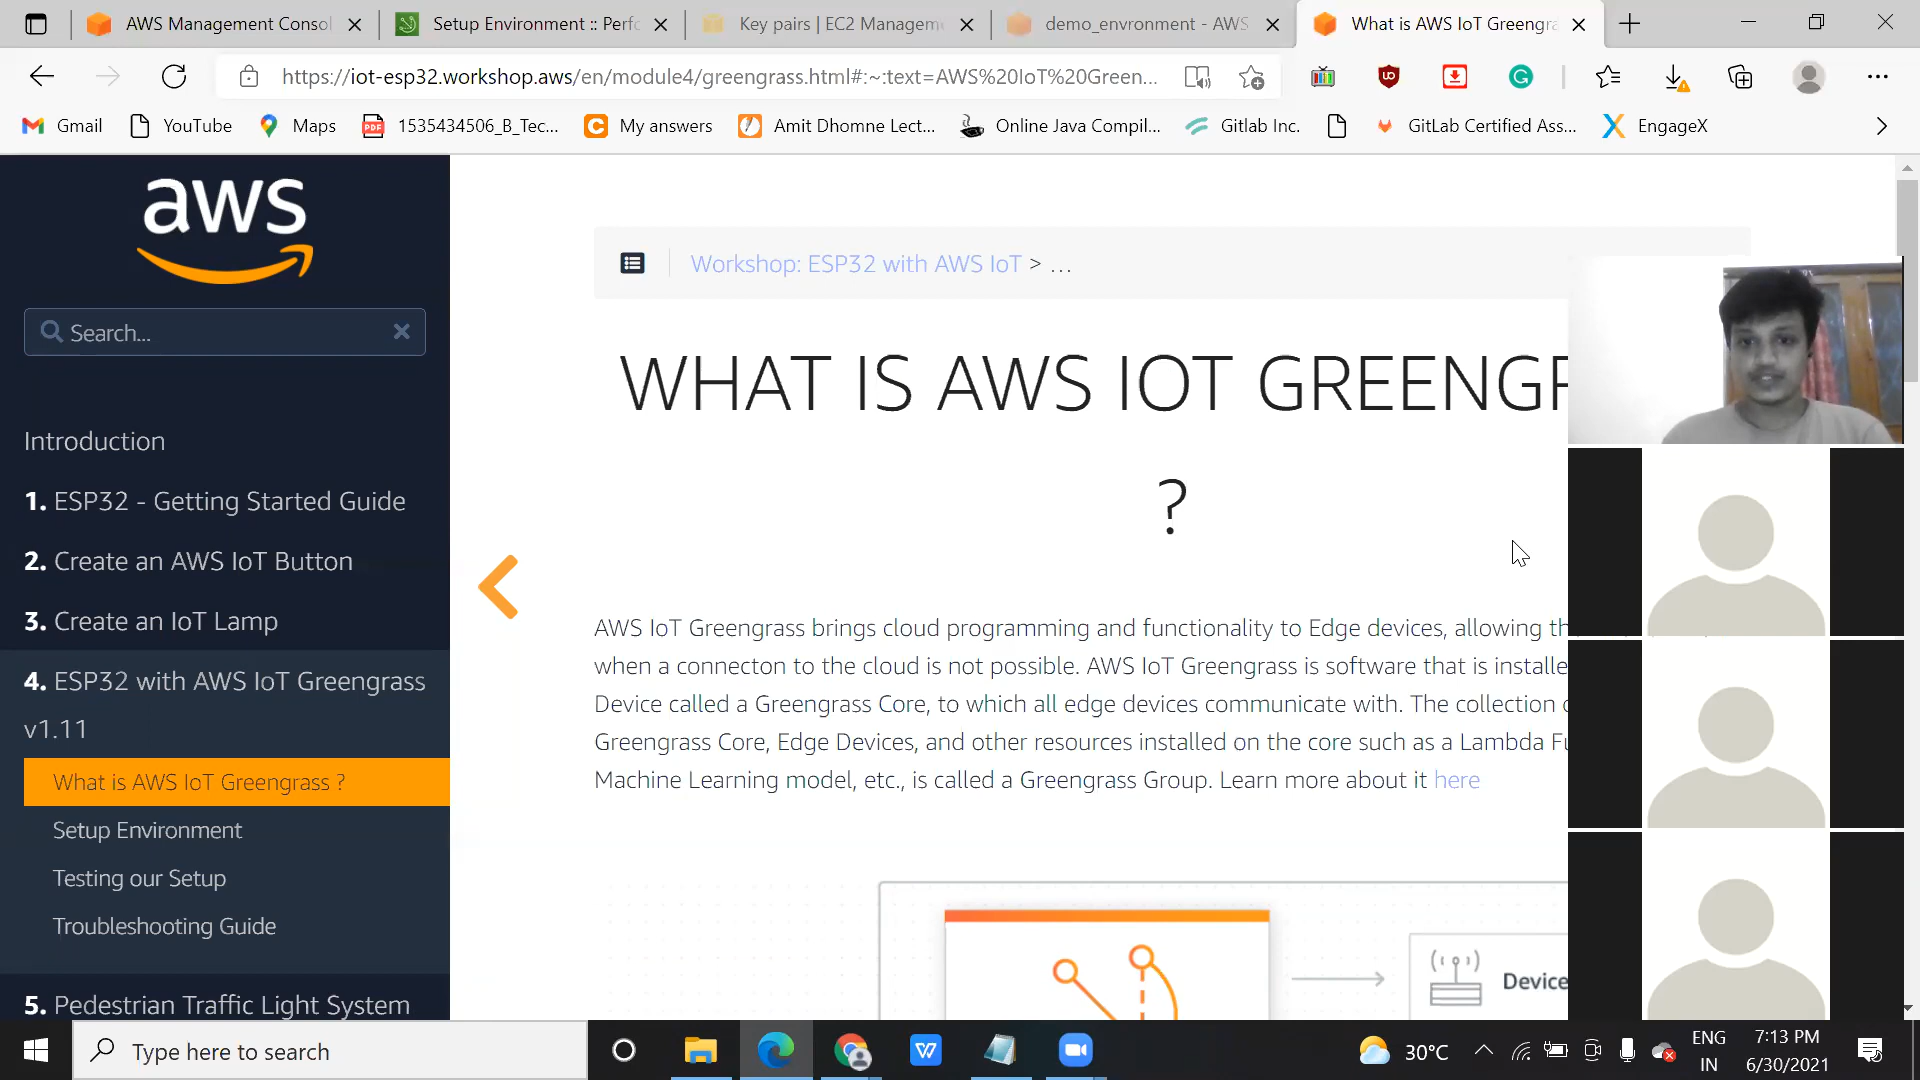 AWS Management Consol
Setup Environment :: Perfo
Key pairs | EC2 Manageme
demo_envronment - AWS
What is AWS IoT Greengra
https://iot-esp32.workshop.aws/en/module4/greengrass.html#:~:text=AWS%20IoT%20Green...
Gmail
YouTube
Maps
PDF
1535434506_B_Tec...
My answers
Amit Dhomne Lect...
Online Java Compil...
Gitlab Inc.
GitLab Certified Ass...
EngageX
aws
Search...
Introduction
1. ESP32 - Getting Started Guide
2. Create an AWS IoT Button
3. Create an IoT Lamp
4. ESP32 with AWS IoT Greengrass
v1.11
What is AWS IoT Greengrass ?
Setup Environment
Testing our Setup
Troubleshooting Guide
5. Pedestrian Traffic Light System
Workshop: ESP32 with AWS IoT > ...
WHAT IS AWS IOT GREENGR
?
AWS IoT Greengrass brings cloud programming and functionality to Edge devices, allowing th
when a connecton to the cloud is not possible. AWS IoT Greengrass is software that is installe
Device called a Greengrass Core, to which all edge devices communicate with. The collection o
Greengrass Core, Edge Devices, and other resources installed on the core such as a Lambda Fu
Machine Learning model, etc., is called a Greengrass Group. Learn more about it here
Device
Type here to search
30°C
ENG
IN
7:13 PM
6/30/2021